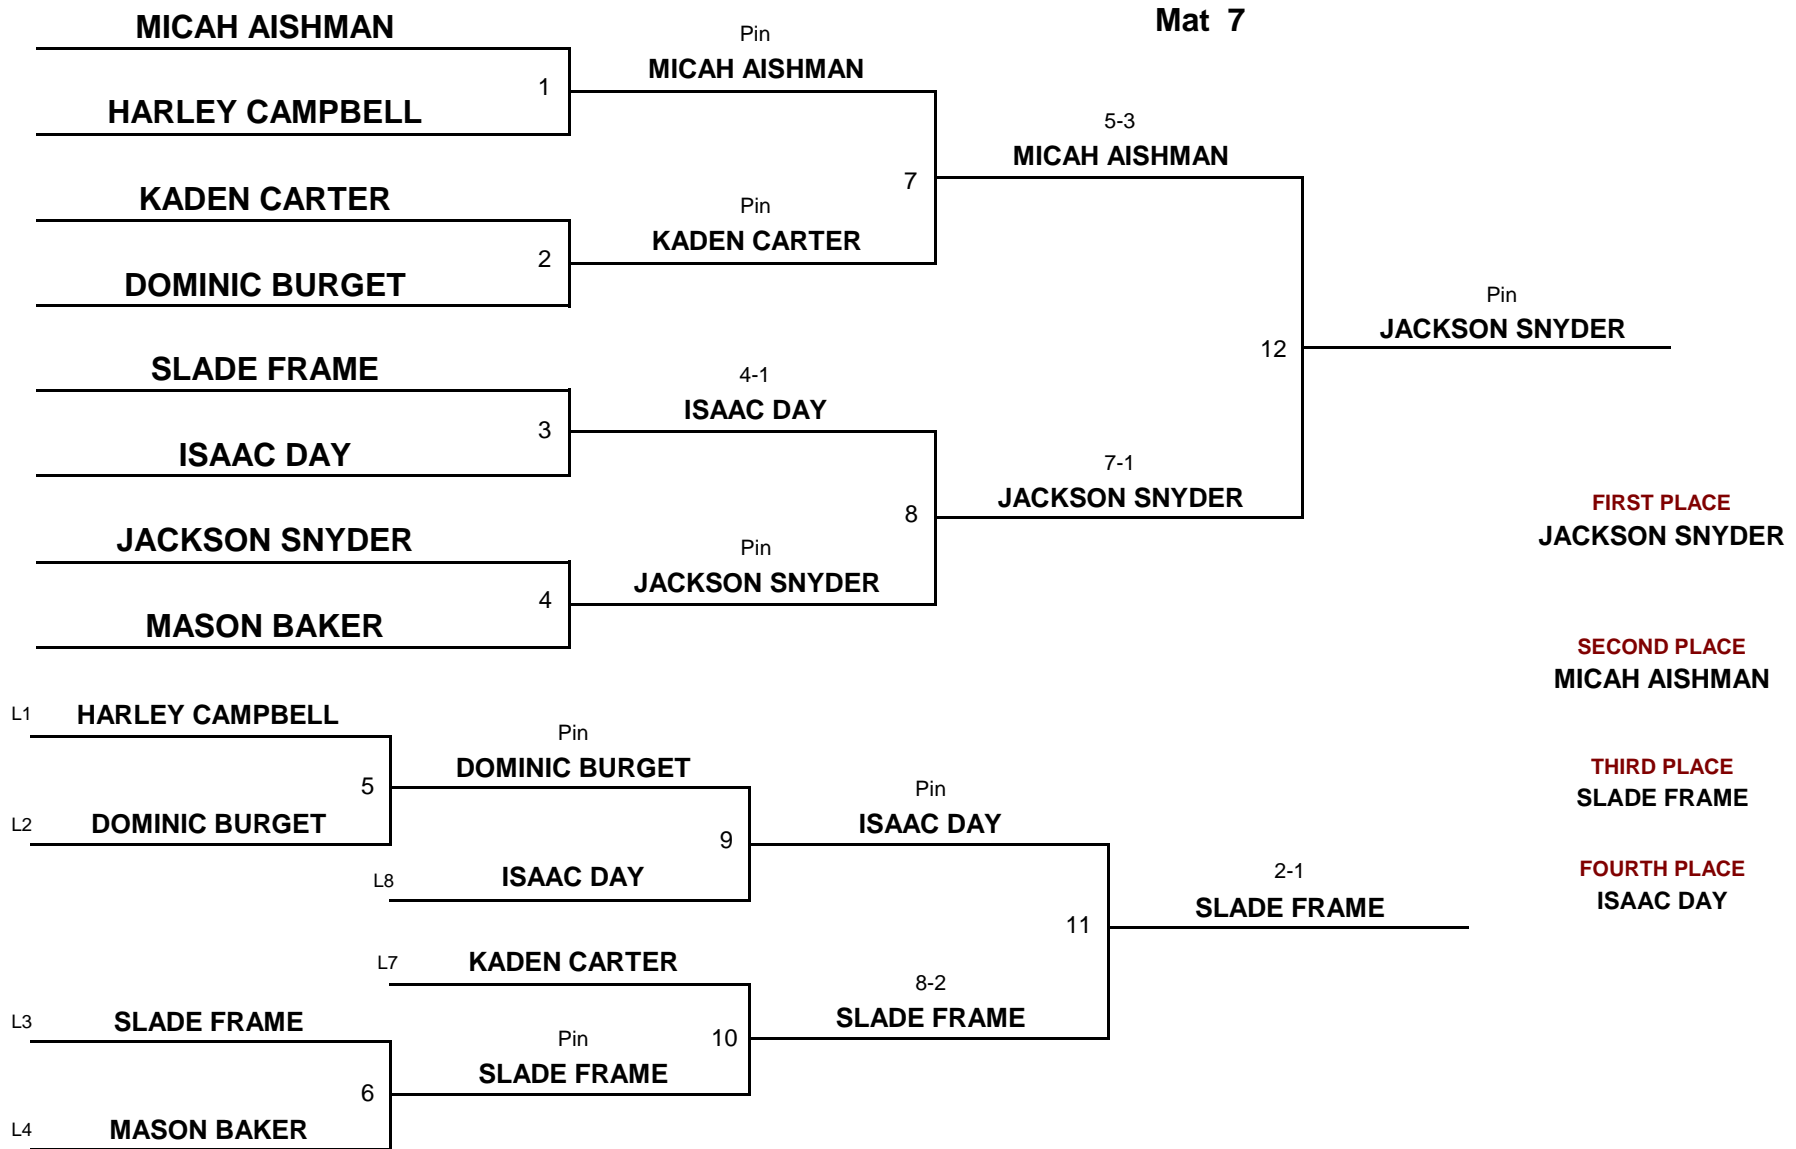 Mat 7
MICAH AISHMAN
1
HARLEY CAMPBELL
Pin
MICAH AISHMAN
KADEN CARTER
2
DOMINIC BURGET
Pin
KADEN CARTER
7
5-3
MICAH AISHMAN
SLADE FRAME
3
ISAAC DAY
4-1
ISAAC DAY
JACKSON SNYDER
4
MASON BAKER
Pin
JACKSON SNYDER
8
7-1
JACKSON SNYDER
12
Pin
JACKSON SNYDER
FIRST PLACE
JACKSON SNYDER
SECOND PLACE
MICAH AISHMAN
THIRD PLACE
SLADE FRAME
FOURTH PLACE
ISAAC DAY
L1 HARLEY CAMPBELL
5
L2 DOMINIC BURGET
Pin
DOMINIC BURGET
9
L8 ISAAC DAY
Pin
ISAAC DAY
L7 KADEN CARTER
L3 SLADE FRAME
6
L4 MASON BAKER
Pin
SLADE FRAME
10
8-2
SLADE FRAME
11
2-1
SLADE FRAME